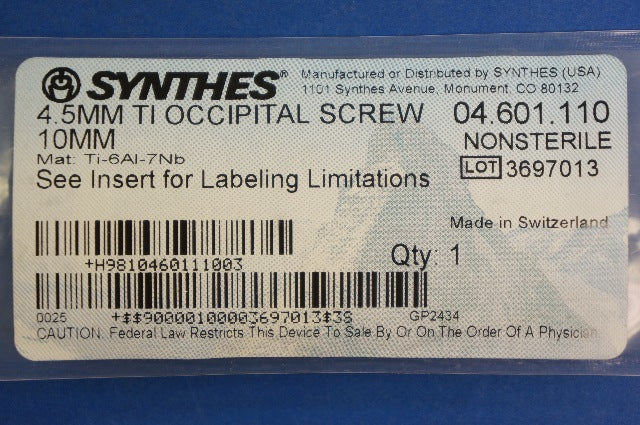 SYNTHES®
Manufactured or Distributed by SYNTHES (USA)
1101 Synthes Avenue, Monument, CO 80132
4.5MM TI OCCIPITAL SCREW 04.601.110
10MM NONSTERILE
Mat: Ti-6Al-7Nb
LOT 3697013
See Insert for Labeling Limitations
Made in Switzerland
Qty: 1
+H9810460111003
0025 +$$90000100003697013$3S GP2434
CAUTION: Federal Law Restricts This Device To Sale By Or On The Order Of A Physician.